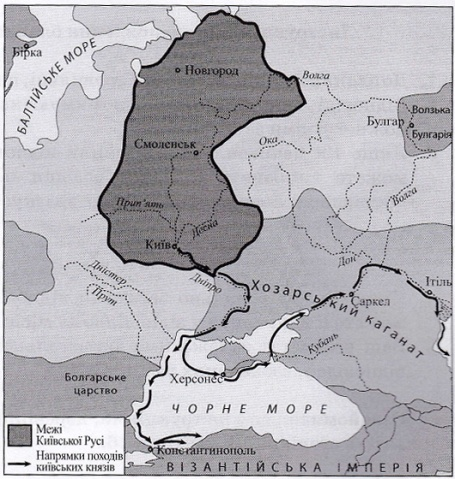 Бірка
БАЛТІЙСЬКЕ МОРЕ
Новгород
Волга
Булгар
Волзька
Булгарія
Ока
Смоленськ
Волга
Прип'ять
Десна
Київ
Дон
Дністер
Дніпро
Прут
Хозарський каганат
Саркел
Ітіль
Кубань
Болгарське
царство
Херсонес
ЧОРНЕ МОРЕ
Межі
Київської Русі
Напрямки походів
київських князів
Константинополь
ВІЗАНТІЙСЬКА ІМПЕРІЯ